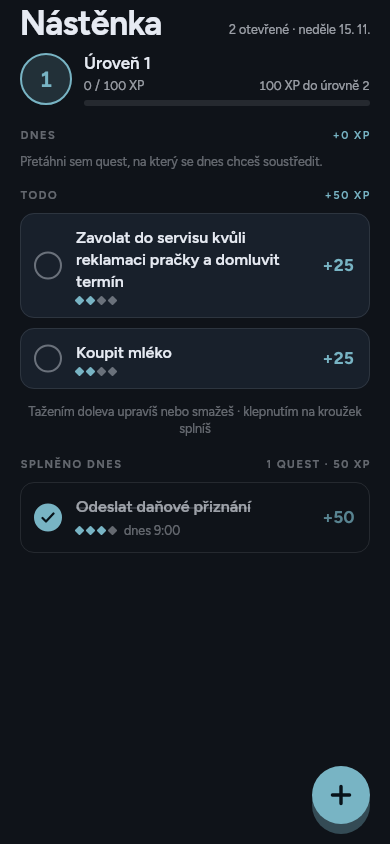 Nástěnka
2 otevřené · neděle 15. 11.
1
Úroveň 1
0 / 100 XP
100 XP do úrovně 2
DNES
+0 XP
Přetáhni sem quest, na který se dnes chceš soustředit.
TODO
+50 XP
Zavolat do servisu kvůli
reklamaci pračky a domluvit
termín
+25
Koupit mléko
+25
Tažením doleva upravíš nebo smažeš · klepnutím na kroužek
splníš
SPLNĚNO DNES
1 QUEST · 50 XP
Odeslat daňové přiznání
dnes 9:00
+50